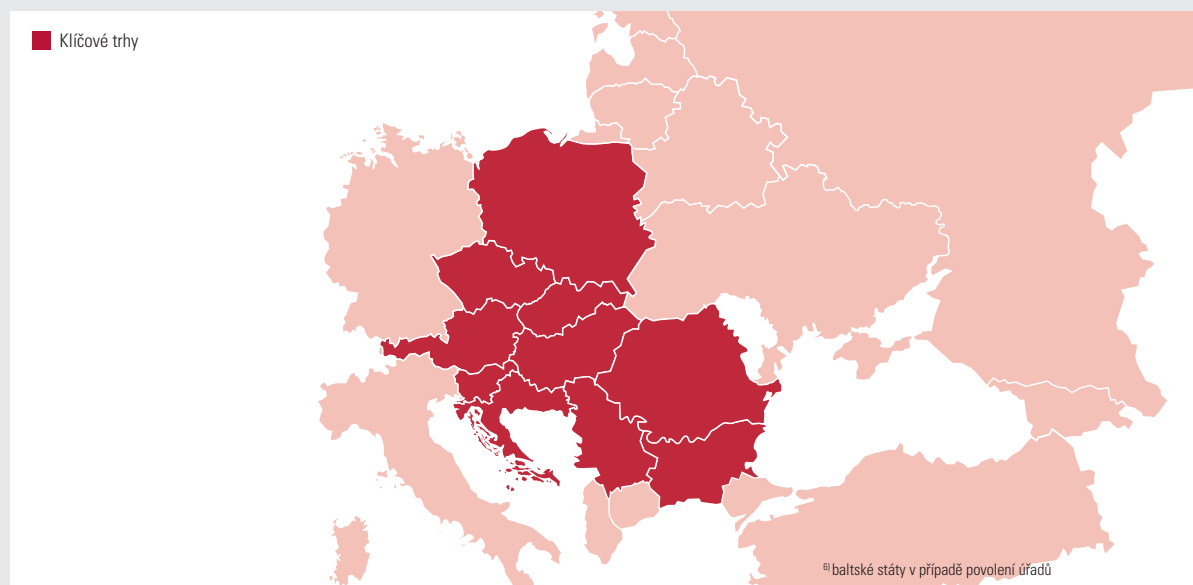 Klíčové trhy
⁶⁾ baltské státy v případě povolení úřadů